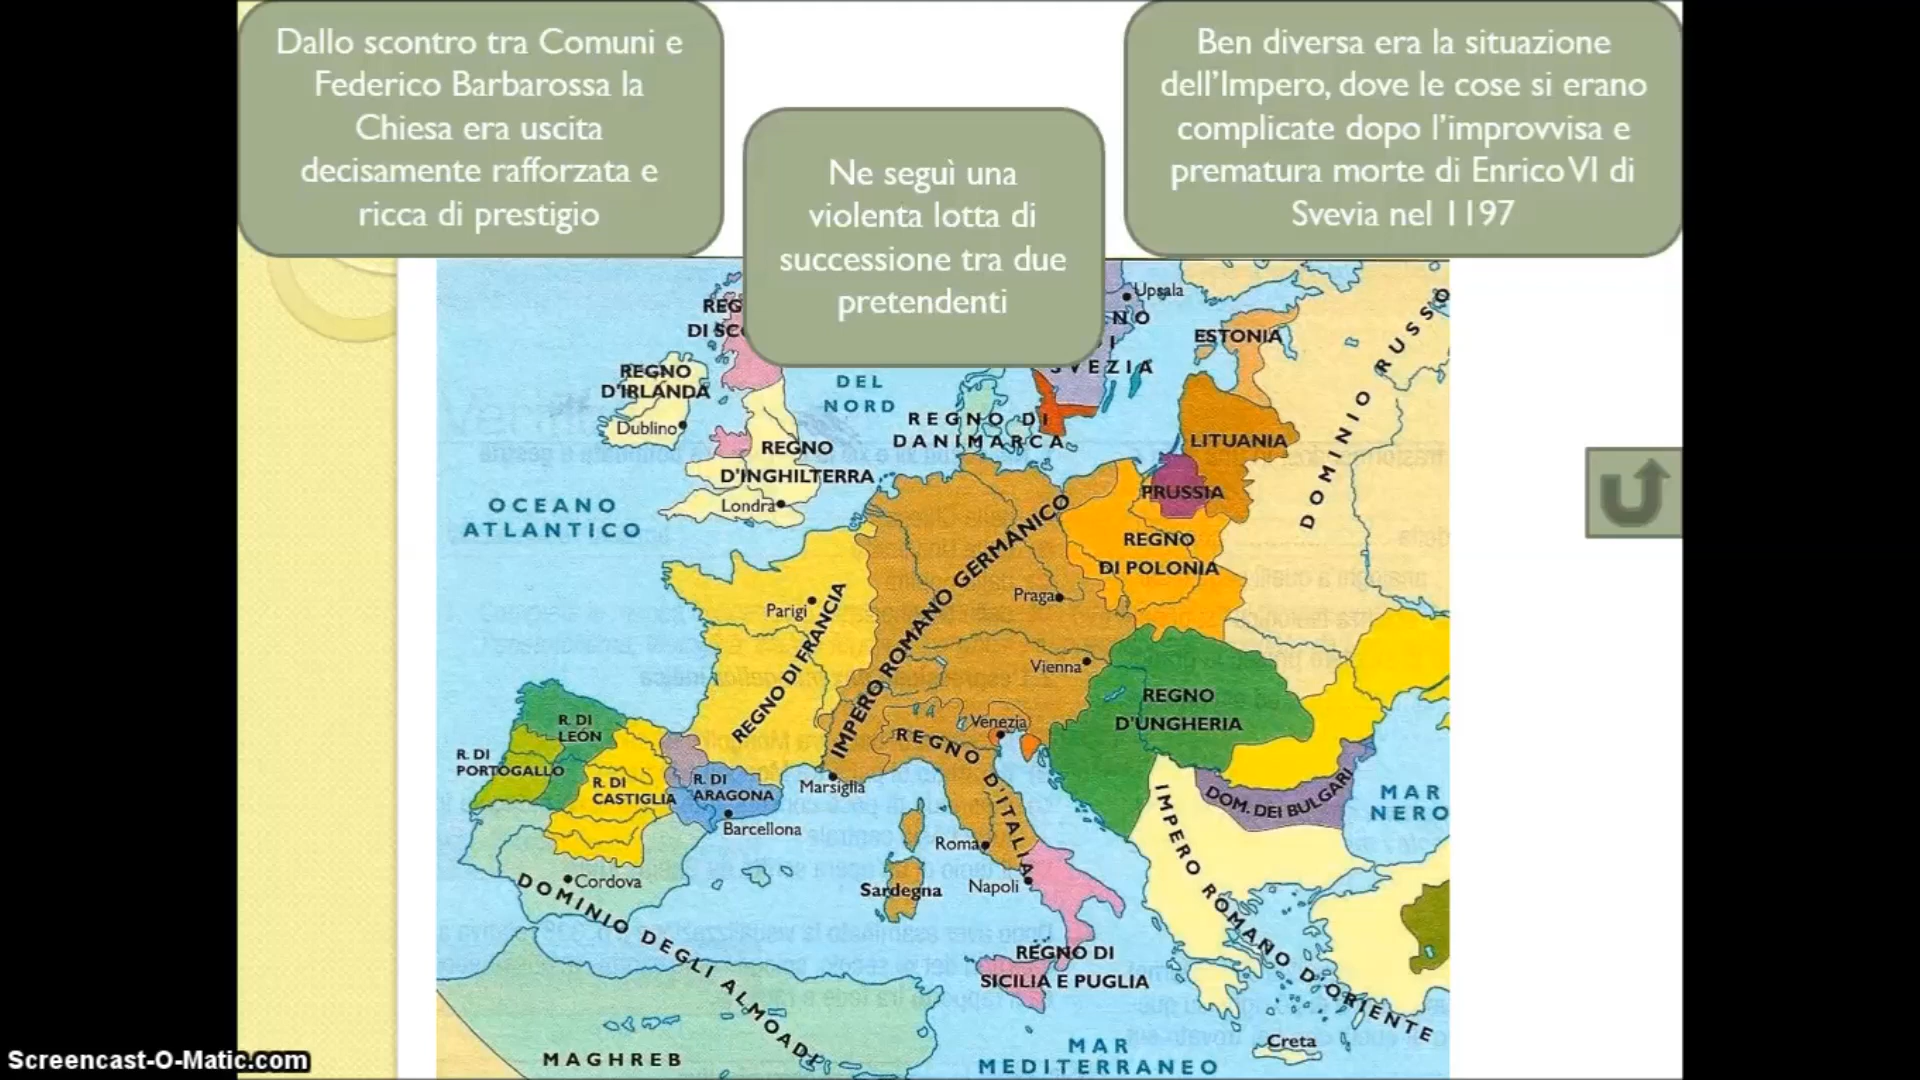 Dallo scontro tra Comuni e
Federico Barbarossa la
Chiesa era uscita
decisamente rafforzata e
ricca di prestigio
Ne seguì una
violenta lotta di
successione tra due
pretendenti
Ben diversa era la situazione
dell'Impero, dove le cose si erano
complicate dopo l'improvvisa e
prematura morte di Enrico VI di
Svevia nel 1197
Upsala
REG
DI SC
NO
SVEZIA
ESTONIA
REGNO
D'IRLANDA
Dublino
DEL
NORD
REGNO DI
DANIMARCA
LITUANIA
DOMINIO RUSSO
REGNO
D'INGHILTERRA
Londra
PRUSSIA
OCEANO
ATLANTICO
REGNO
DI POLONIA
IMPERO ROMANO GERMANICO
Praga
Parigi
REGNO DI FRANCIA
Vienna
REGNO
D'UNGHERIA
R. DI
LEÓN
Venezia
REGNO D'ITALIA
R. DI
PORTOGALLO
R. DI
CASTIGLIA
R. DI
ARAGONA
Marsiglia
Barcellona
DOM. DEI BULGARI
MAR
NERO
IMPERO ROMANO D'ORIENTE
Roma
Cordova
Sardegna
Napoli
DOMINIO DEGLI ALMOADI
REGNO DI
SICILIA E PUGLIA
Creta
MAGHREB
MAR
MEDITERRANEO
Screencast-O-Matic.com